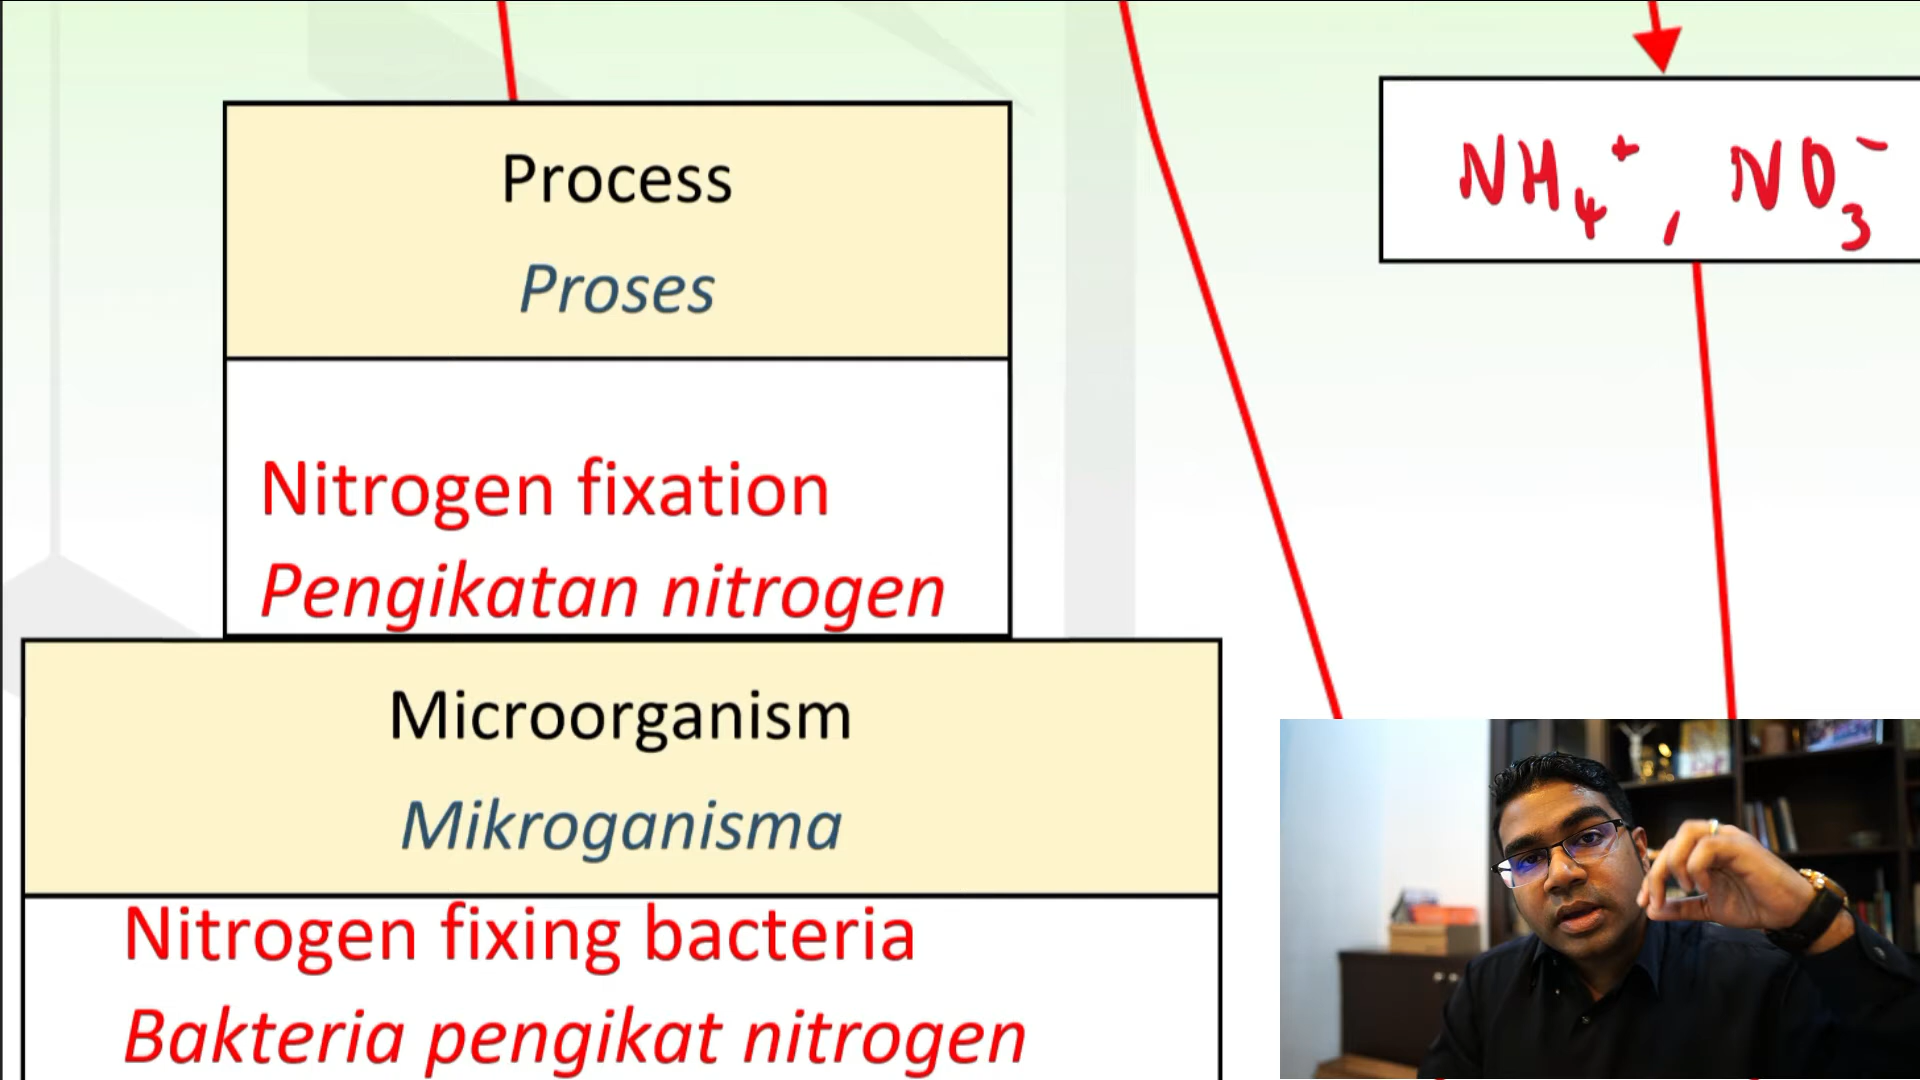 Process
Proses
Nitrogen fixation
Pengikatan nitrogen
Microorganism
Mikroganisma
Nitrogen fixing bacteria
Bakteria pengikat nitrogen
NH₄⁺, NO₃⁻